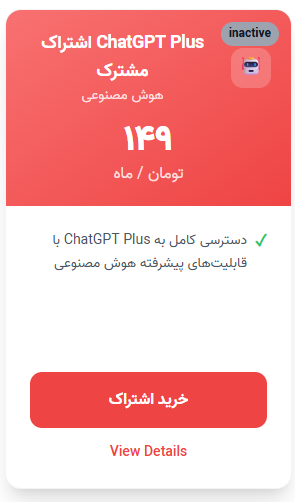 inactive
اشتراک ChatGPT Plus
مشترک
هوش مصنوعی
۱۴۹
تومان / ماه
دسترسی کامل به ChatGPT Plus با
قابلیت‌های پیشرفته هوش مصنوعی
خرید اشتراک
View Details